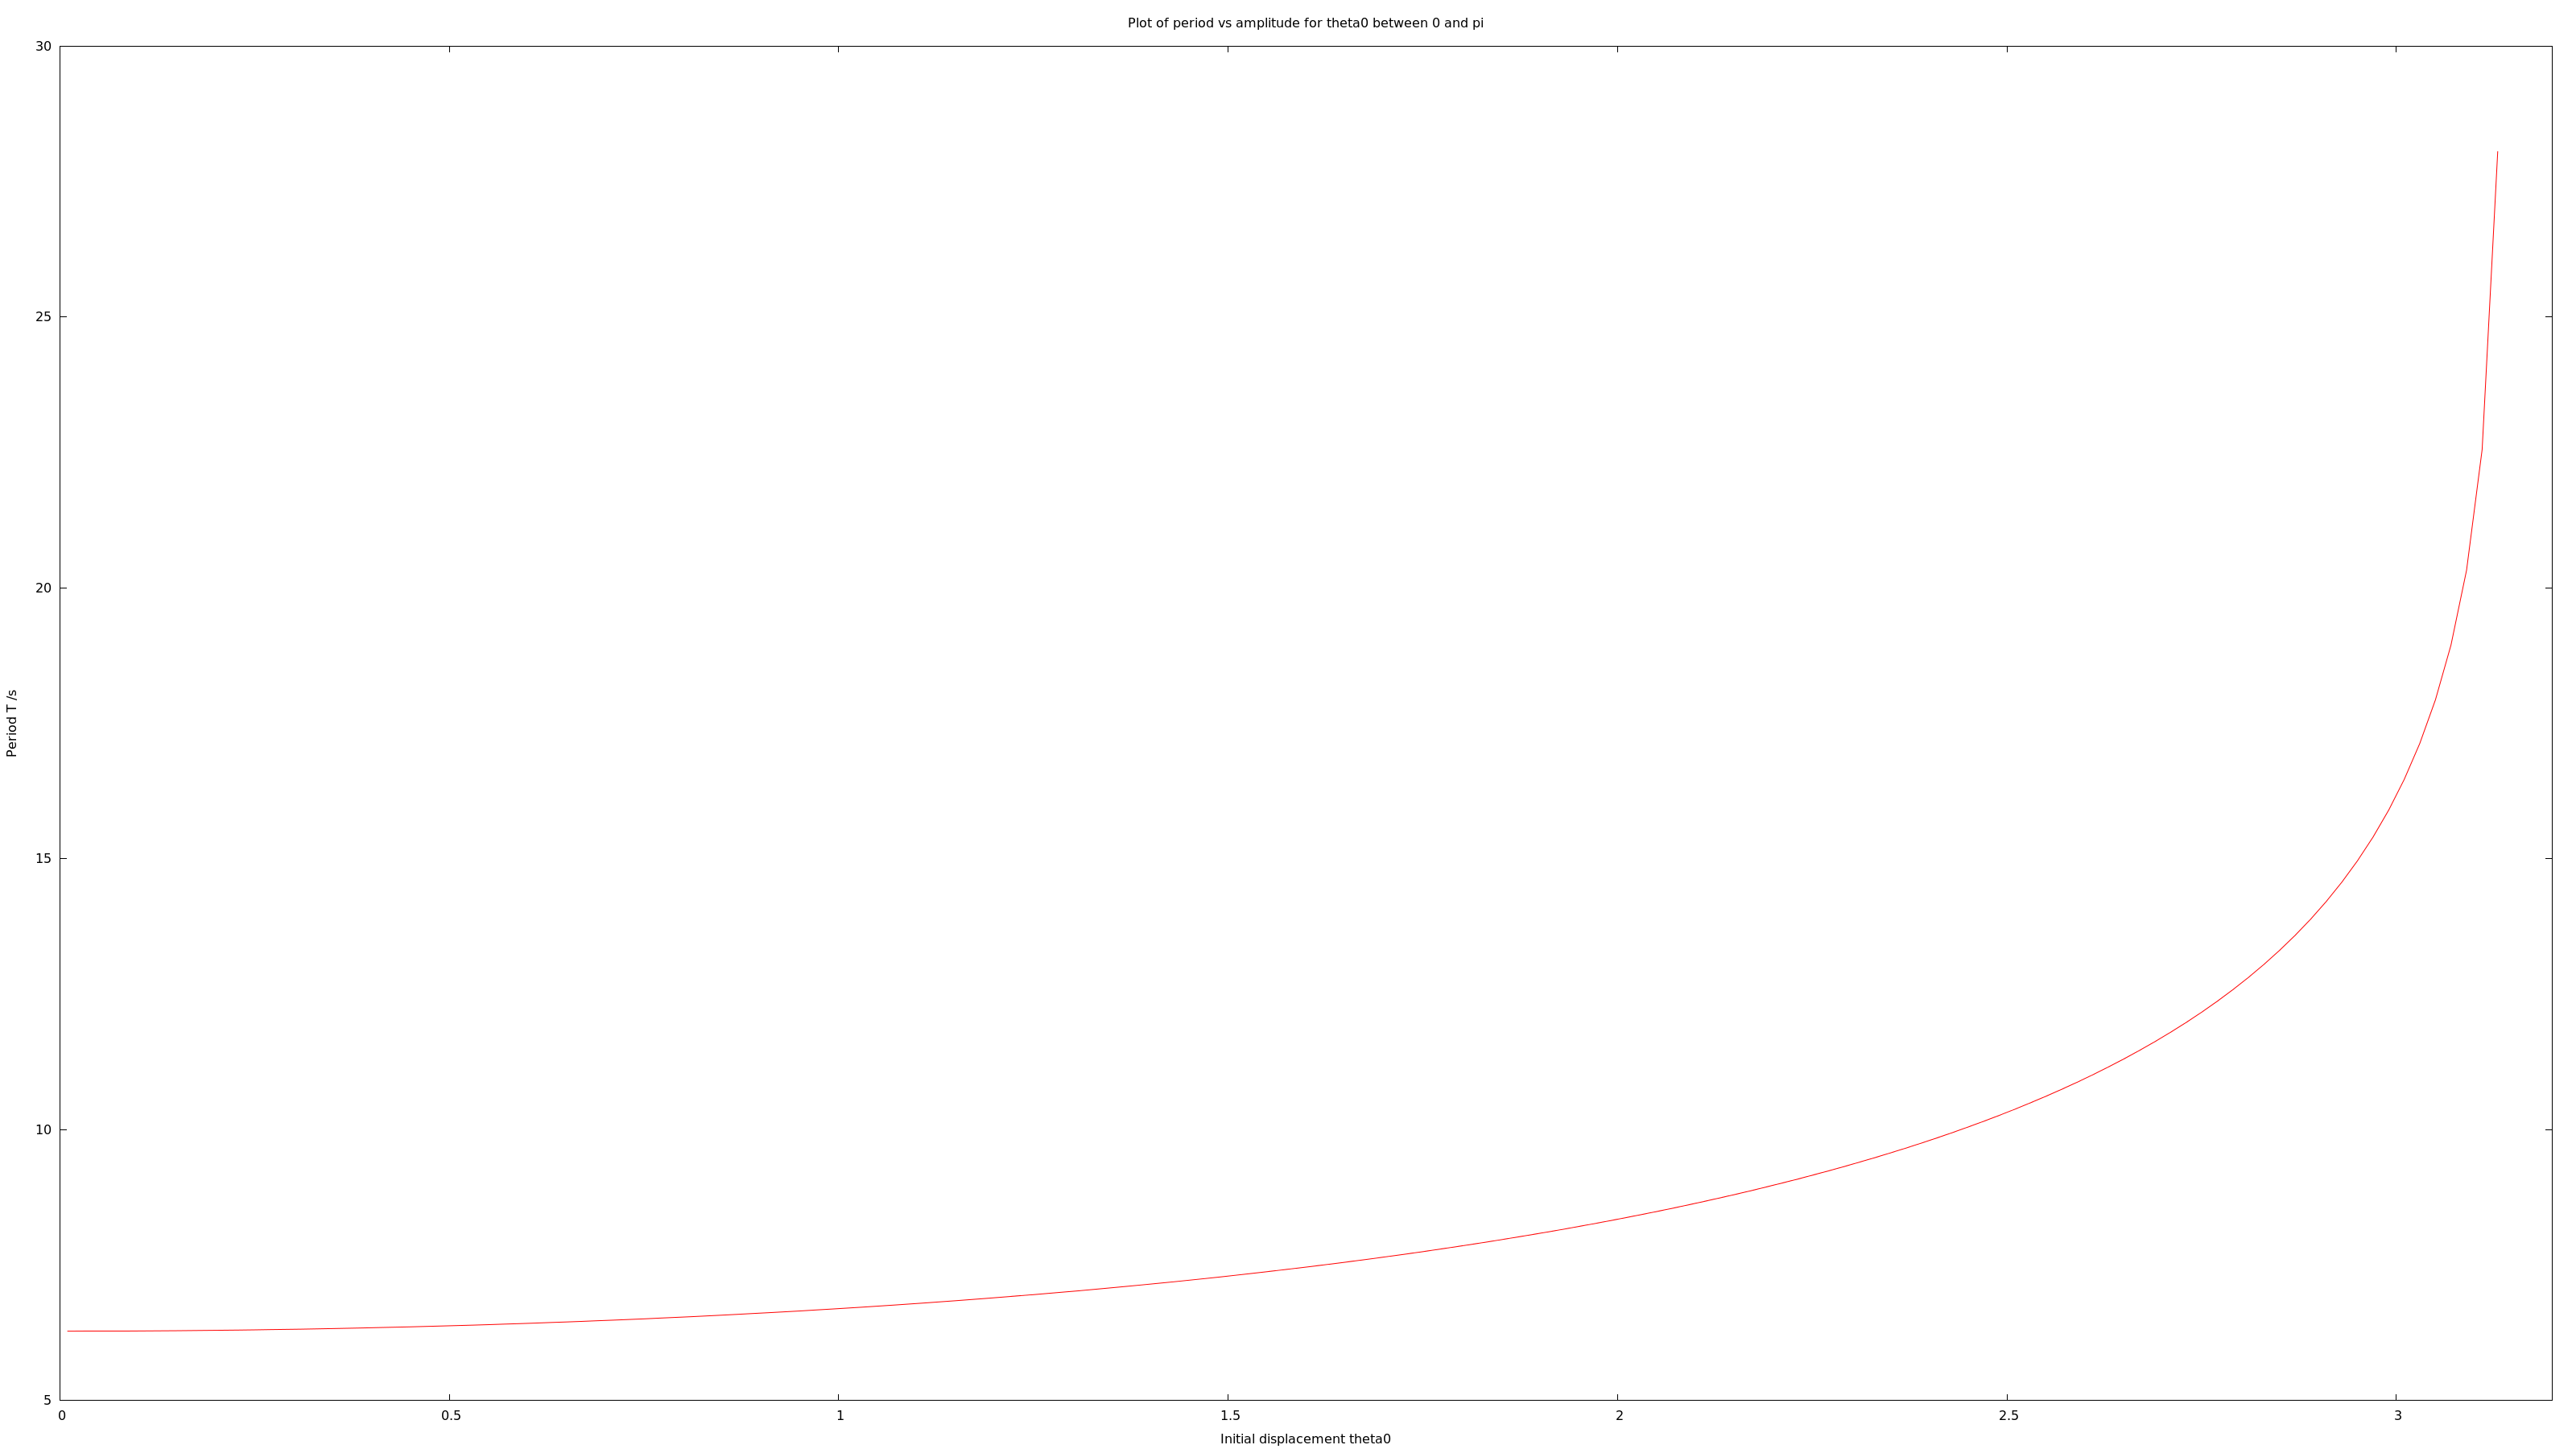 Plot of period vs amplitude for theta0 between 0 and pi
30
25
20
15
10
5
Period T /s
0 0.5 1 1.5 2 2.5 3
Initial displacement theta0